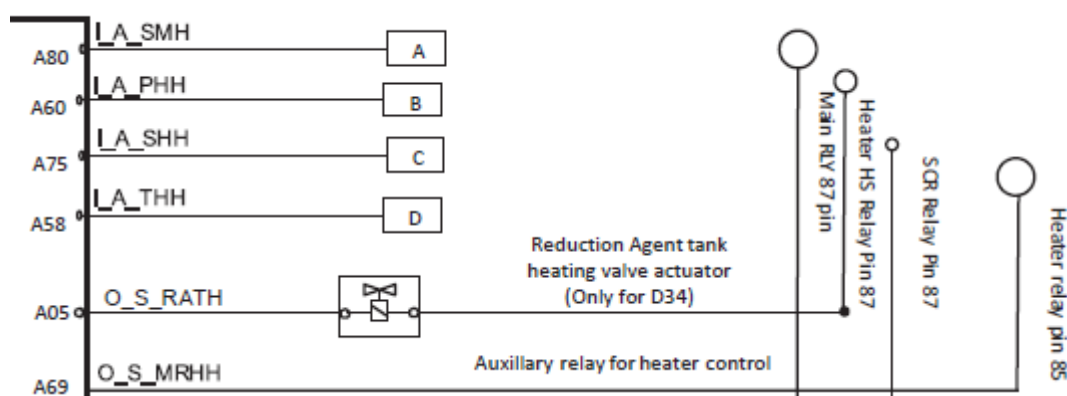 I_A_SMH
A80
A
I_A_PHH
A60
B
I_A_SHH
A75
C
I_A_THH
A58
D
Main RLY 87 pin
Heater HS Relay Pin 87
SCR Relay Pin 87
Heater relay pin 85
Reduction Agent tank
heating valve actuator
(Only for D34)
O_S_RATH
A05
Auxillary relay for heater control
O_S_MRHH
A69